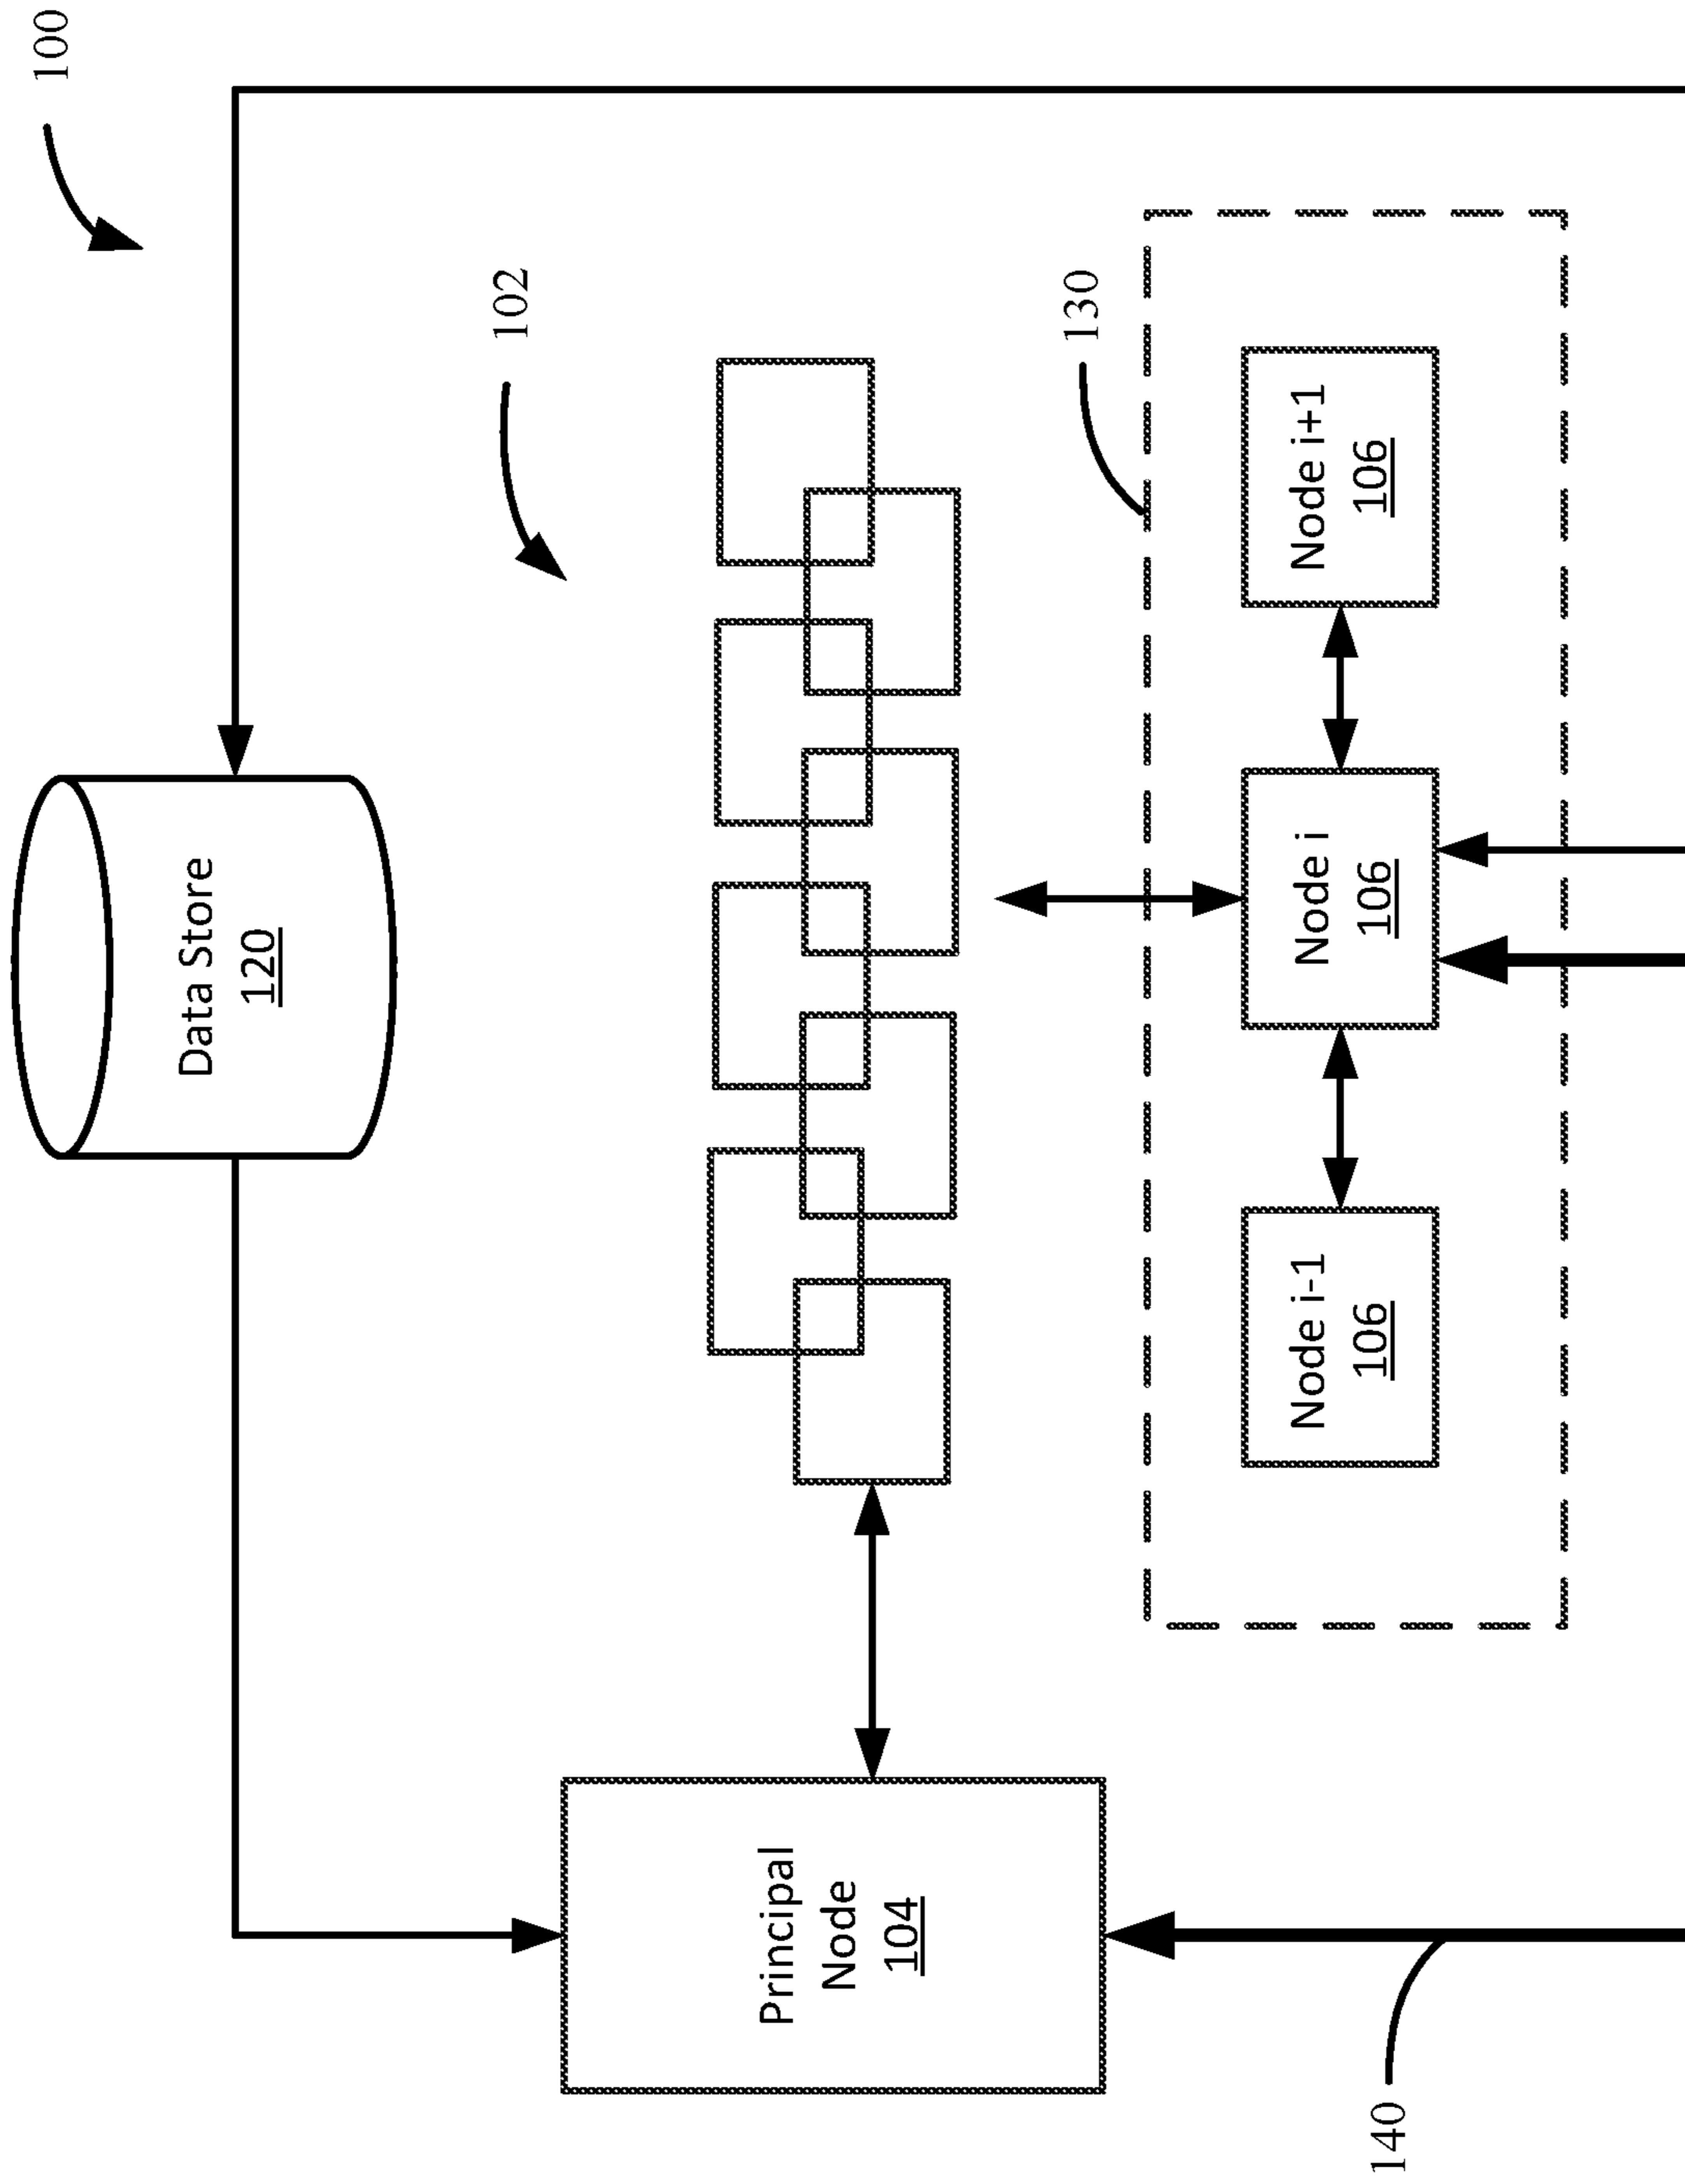 100
Data Store
120
102
130
Principal
Node
104
Node i-1
106
Node i
106
Node i+1
106
140